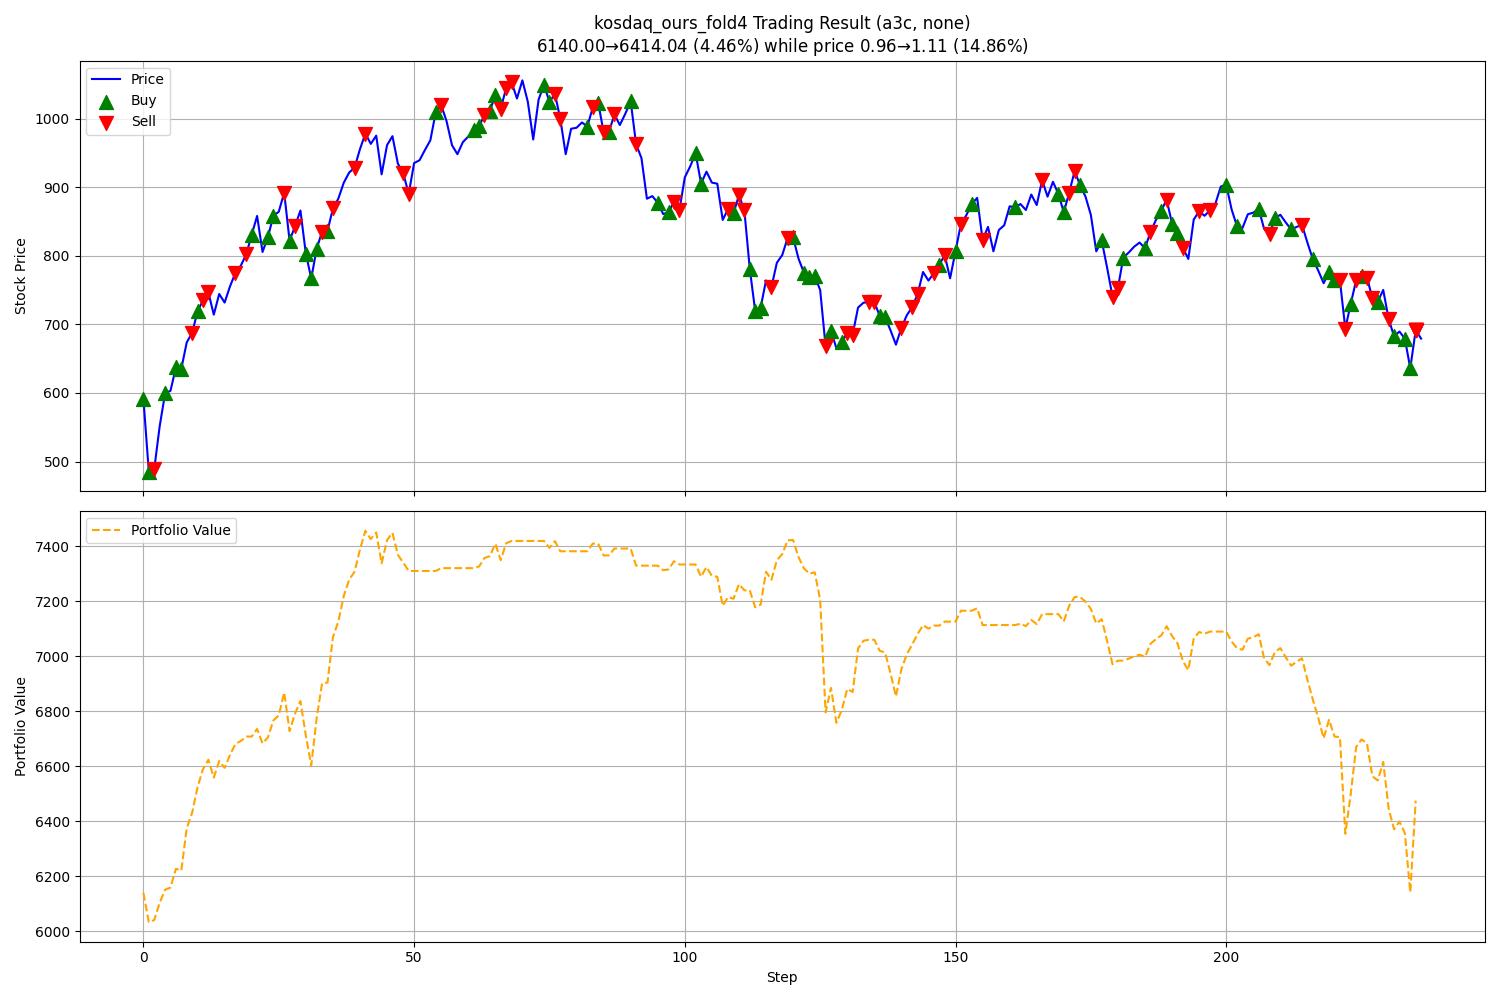 kosdaq_ours_fold4 Trading Result (a3c, none)
6140.00→6414.04 (4.46%) while price 0.96→1.11 (14.86%)
Price
Buy
Sell
Stock Price
1000
900
800
700
600
500
Portfolio Value
Portfolio Value
7400
7200
7000
6800
6600
6400
6200
6000
0
50
100
150
200
Step